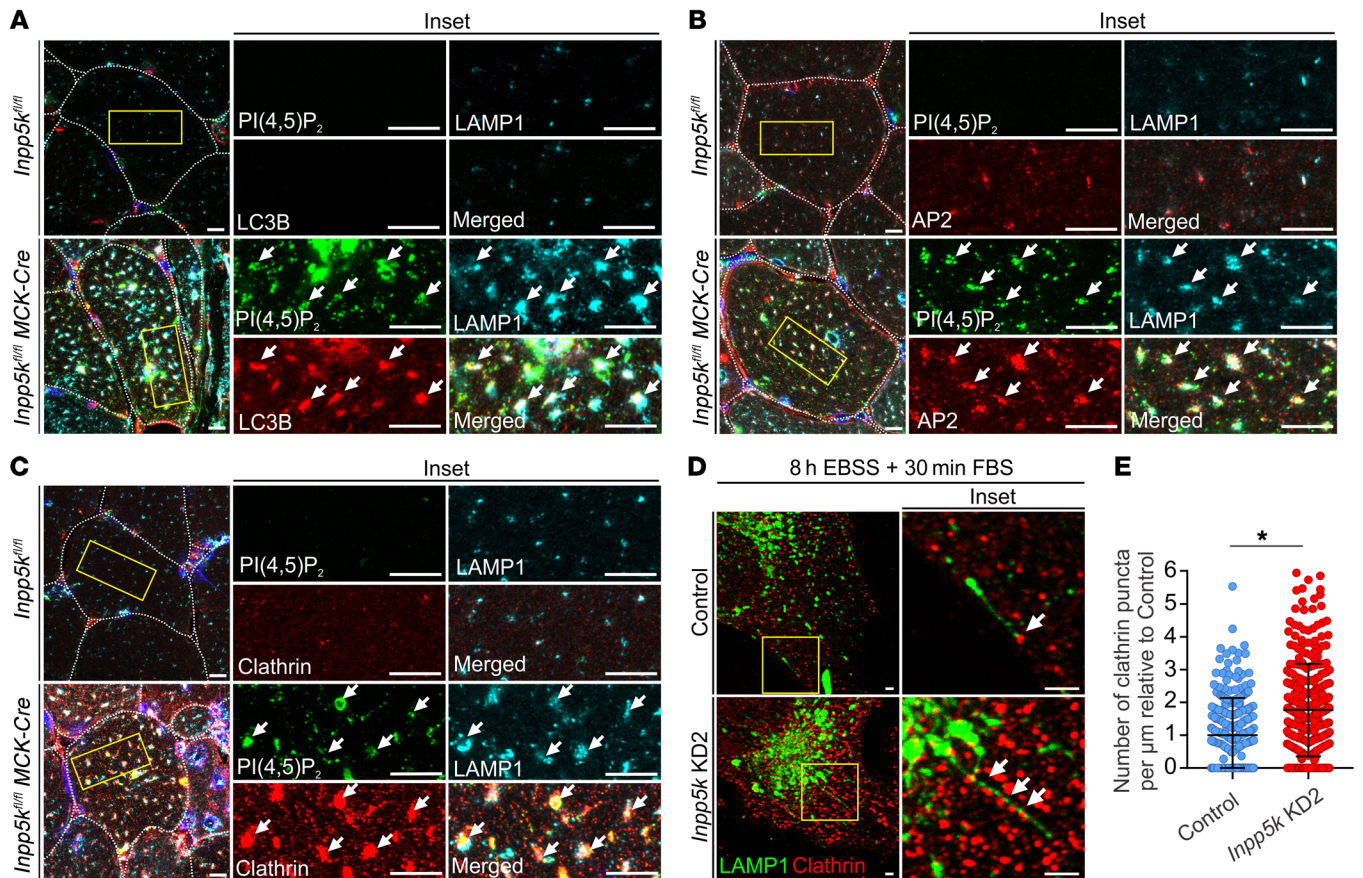 A
Inset
Inpp5k^fl/fl
PI(4,5)P₂
LAMP1
LC3B
Merged
Inpp5k^fl/fl MCK-Cre
PI(4,5)P₂
LAMP1
LC3B
Merged
B
Inset
Inpp5k^fl/fl
PI(4,5)P₂
LAMP1
AP2
Merged
Inpp5k^fl/fl MCK-Cre
PI(4,5)P₂
LAMP1
AP2
Merged
C
Inset
Inpp5k^fl/fl
PI(4,5)P₂
LAMP1
Clathrin
Merged
Inpp5k^fl/fl MCK-Cre
PI(4,5)P₂
LAMP1
Clathrin
Merged
D
8 h EBSS + 30 min FBS
Inset
Control
Inpp5k KD2
LAMP1 Clathrin
E
*
Number of clathrin puncta
per µm relative to Control
6
5
4
3
2
1
0
Control
Inpp5k KD2